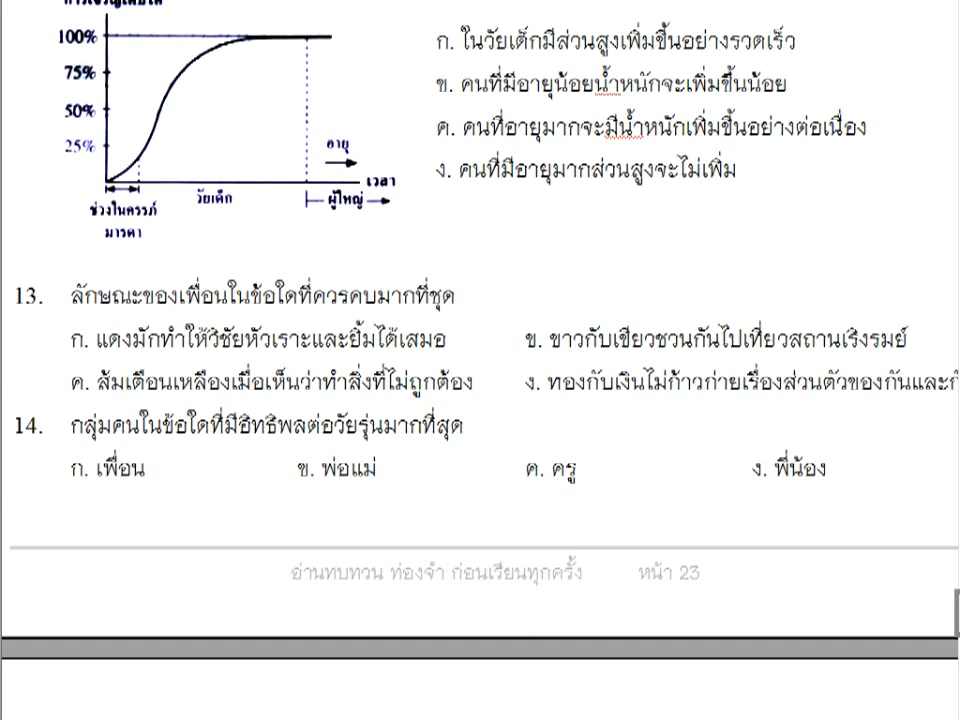 การเจริญเติบโต
100%
75%
50%
25%
อายุ
เวลา
ช่วงในครรภ์
มารดา
วัยเด็ก
ผู้ใหญ่
ก. ในวัยเด็กมีส่วนสูงเพิ่มขึ้นอย่างรวดเร็ว
ข. คนที่มีอายุน้อยน้ำหนักจะเพิ่มขึ้นน้อย
ค. คนที่อายุมากจะมีน้ำหนักเพิ่มขึ้นอย่างต่อเนื่อง
ง. คนที่มีอายุมากส่วนสูงจะไม่เพิ่ม
13. ลักษณะของเพื่อนในข้อใดที่ควรคบมากที่ชุด
ก. แดงมักทำให้วิชัยหัวเราะและยิ้มได้เสมอ ข. ขาวกับเขียวชวนกันไปเที่ยวสถานเริงรมย์
ค. ส้มเตือนเหลืองเมื่อเห็นว่าทำสิ่งที่ไม่ถูกต้อง ง. ทองกับเงินไม่ก้าวก่ายเรื่องส่วนตัวของกันและกั
14. กลุ่มคนในข้อใดที่มีอิทธิพลต่อวัยรุ่นมากที่สุด
ก. เพื่อน ข. พ่อแม่ ค. ครู ง. พี่น้อง
อ่านทบทวน ท่องจำ ก่อนเรียนทุกครั้ง หน้า 23